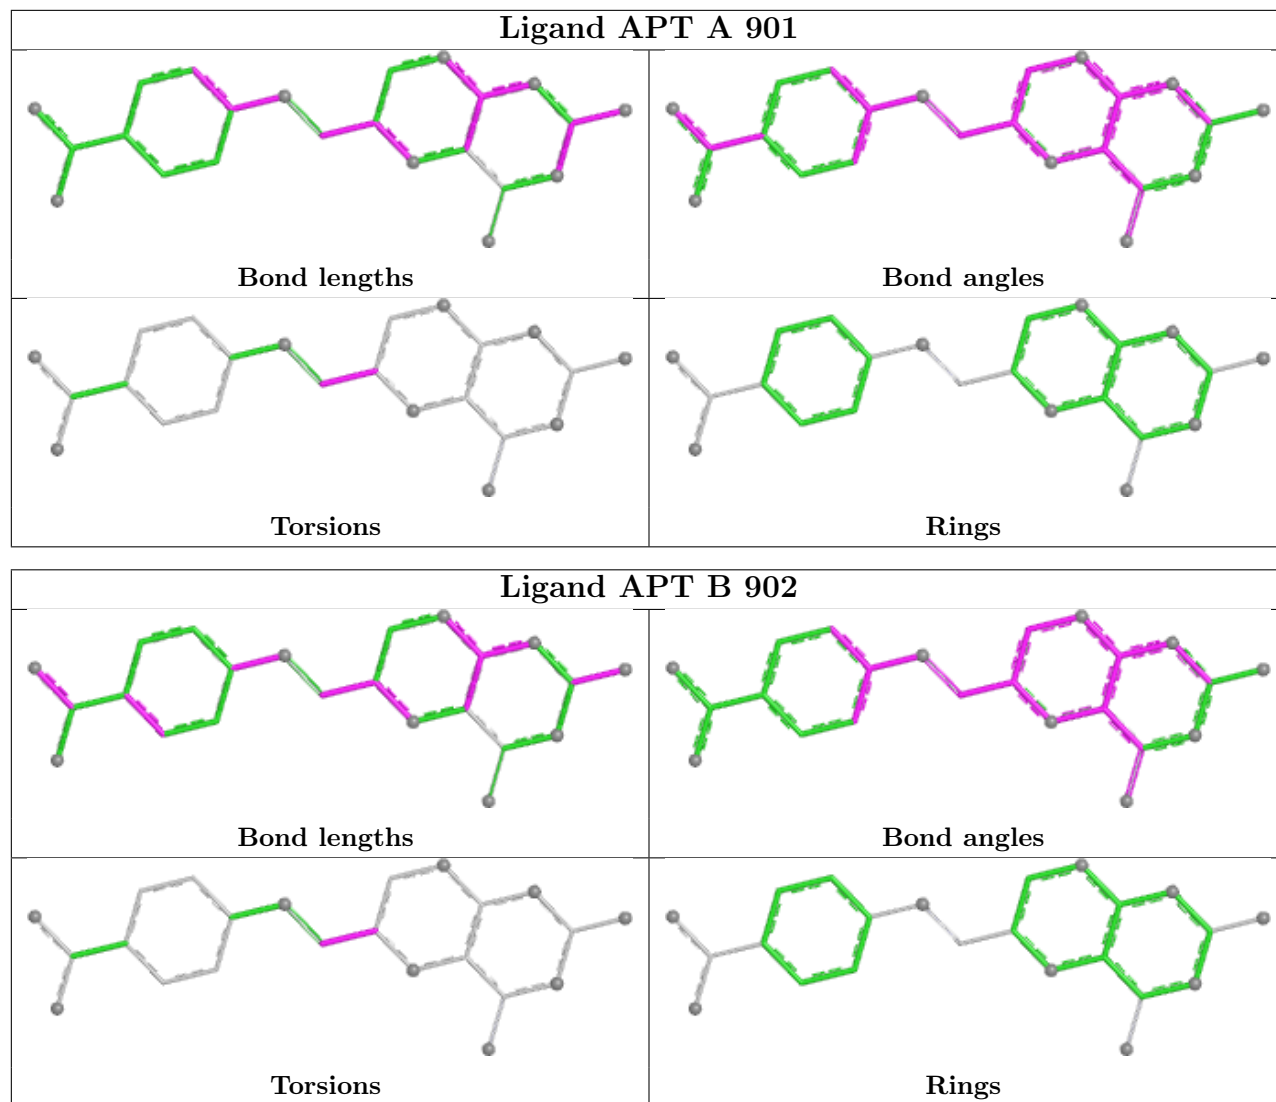 Ligand APT A 901
Bond lengths
Bond angles
Torsions
Rings
Ligand APT B 902
Bond lengths
Bond angles
Torsions
Rings